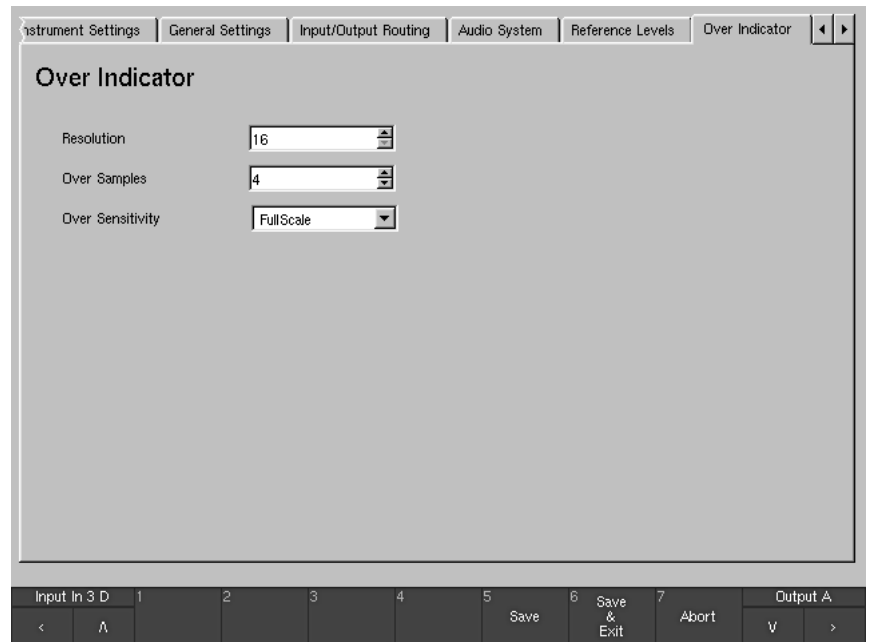 nstrument Settings General Settings Input/Output Routing Audio System Reference Levels Over Indicator
Over Indicator
Resolution 16
Over Samples 4
Over Sensitivity FullScale
Input In 3 D 1 2 3 4 5 Save 6 Save & Exit 7 Abort Output A
< Λ V >